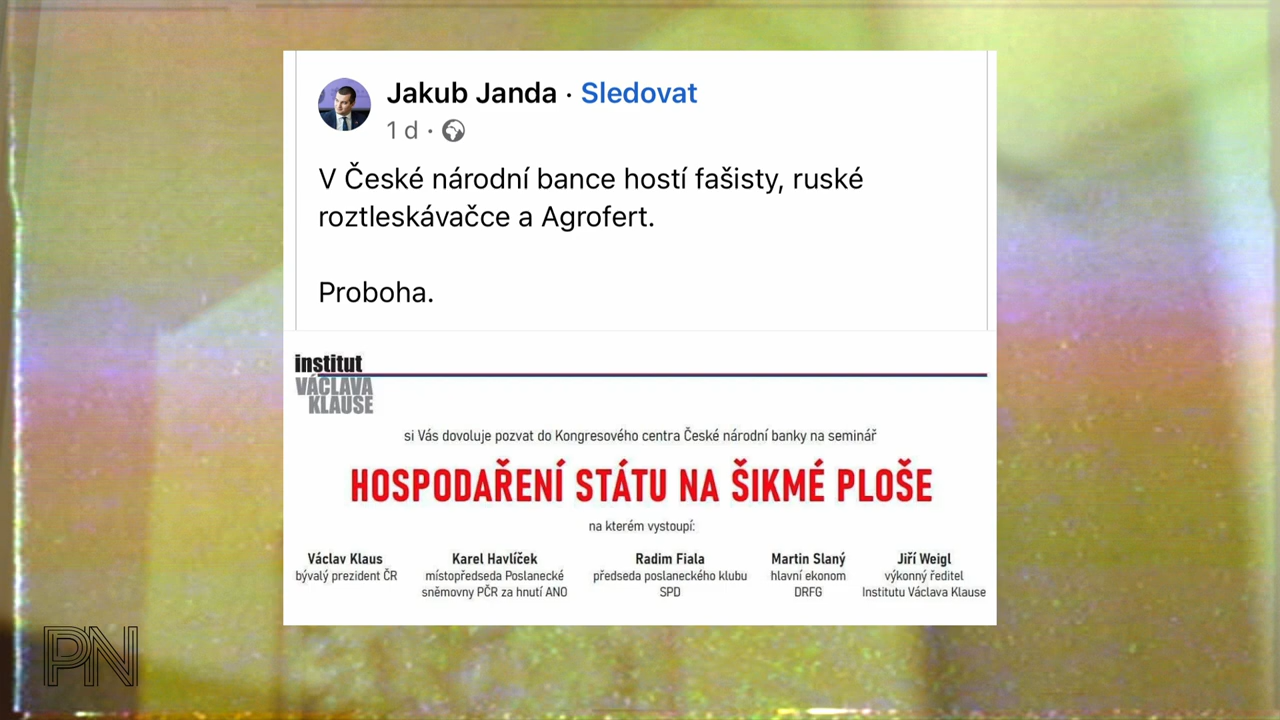 Jakub Janda · Sledovat
1 d ·
V České národní bance hostí fašisty, ruské
roztleskávačce a Agrofert.
Proboha.
institut
VÁCLAVA
KLAUSE
si Vás dovoluje pozvat do Kongresového centra České národní banky na seminář
HOSPODAŘENÍ STÁTU NA ŠIKMÉ PLOŠE
na kterém vystoupí:
Václav Klaus
bývalý prezident ČR
Karel Havlíček
místopředseda Poslanecké
sněmovny PČR za hnutí ANO
Radim Fiala
předseda poslaneckého klubu
SPD
Martin Slaný
hlavní ekonom
DRFG
Jiří Weigl
výkonný ředitel
Institutu Václava Klause
PN